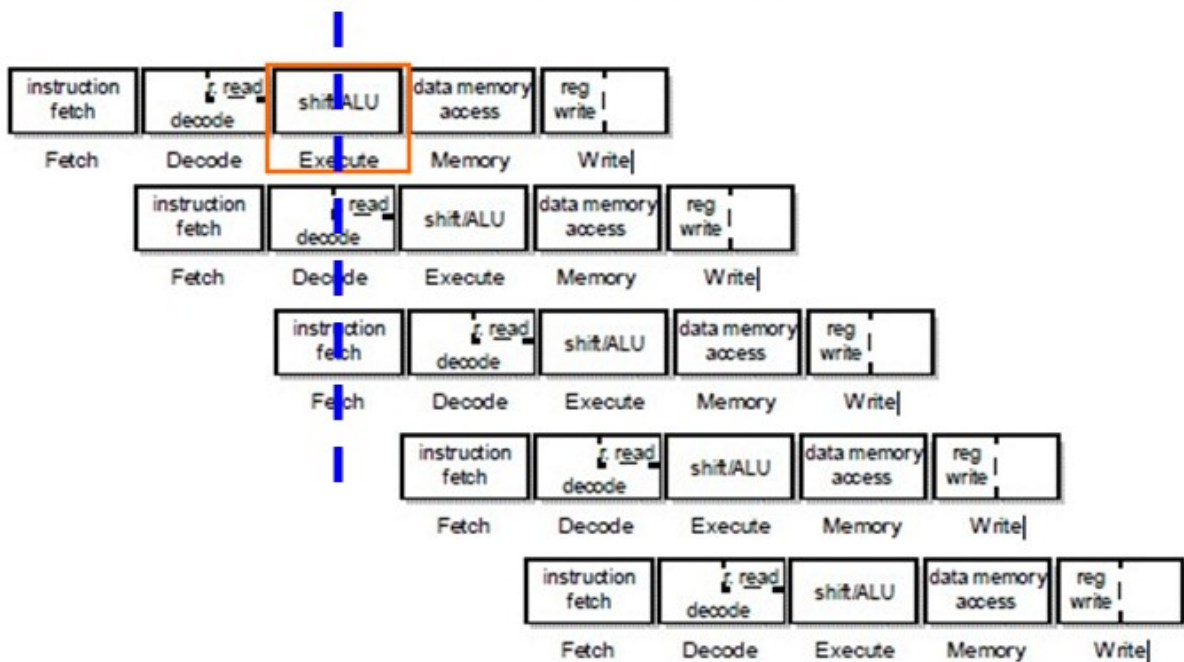 instruction fetch r. read decode shift/ALU data memory access reg write
Fetch Decode Execute Memory Write
instruction fetch r. read decode shift/ALU data memory access reg write
Fetch Decode Execute Memory Write
instruction fetch r. read decode shift/ALU data memory access reg write
Fetch Decode Execute Memory Write
instruction fetch r. read decode shift/ALU data memory access reg write
Fetch Decode Execute Memory Write
instruction fetch r. read decode shift/ALU data memory access reg write
Fetch Decode Execute Memory Write